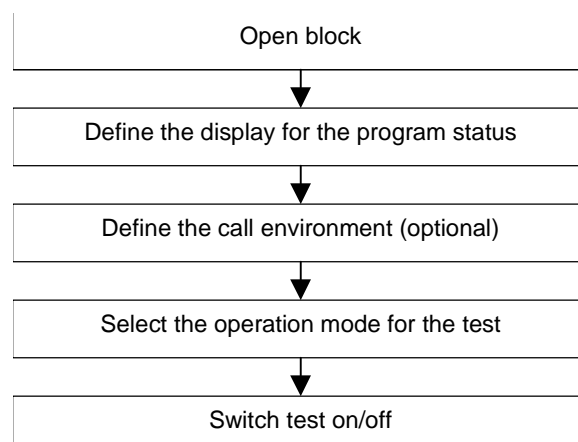 Open block
Define the display for the program status
Define the call environment (optional)
Select the operation mode for the test
Switch test on/off